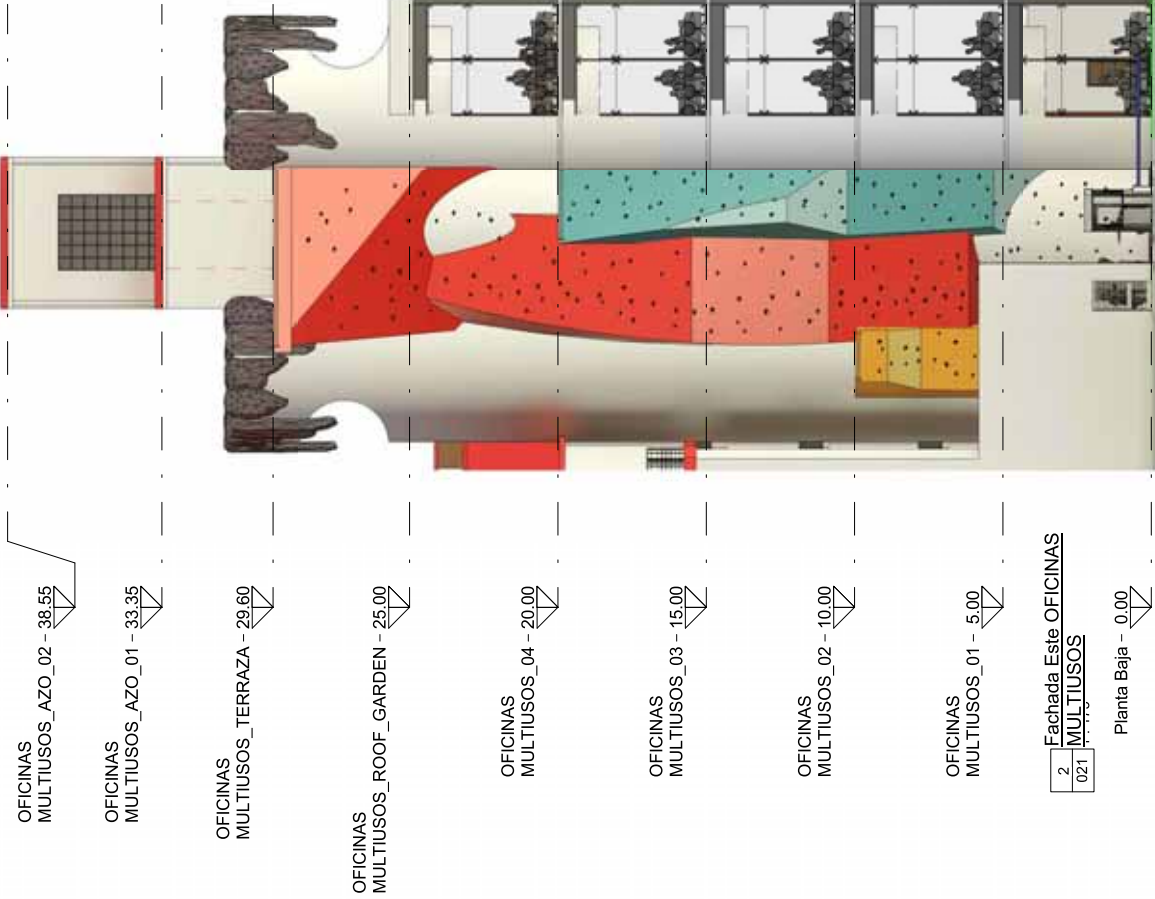 OFICINAS
MULTIUSOS_AZO_02 - 38.55
OFICINAS
MULTIUSOS_AZO_01 - 33.35
OFICINAS
MULTIUSOS_TERRAZA - 29.60
OFICINAS
MULTIUSOS_ROOF_GARDEN - 25.00
OFICINAS
MULTIUSOS_04 - 20.00
OFICINAS
MULTIUSOS_03 - 15.00
OFICINAS
MULTIUSOS_02 - 10.00
OFICINAS
MULTIUSOS_01 - 5.00
2
021
Fachada Este OFICINAS
MULTIUSOS
Planta Baja - 0.00